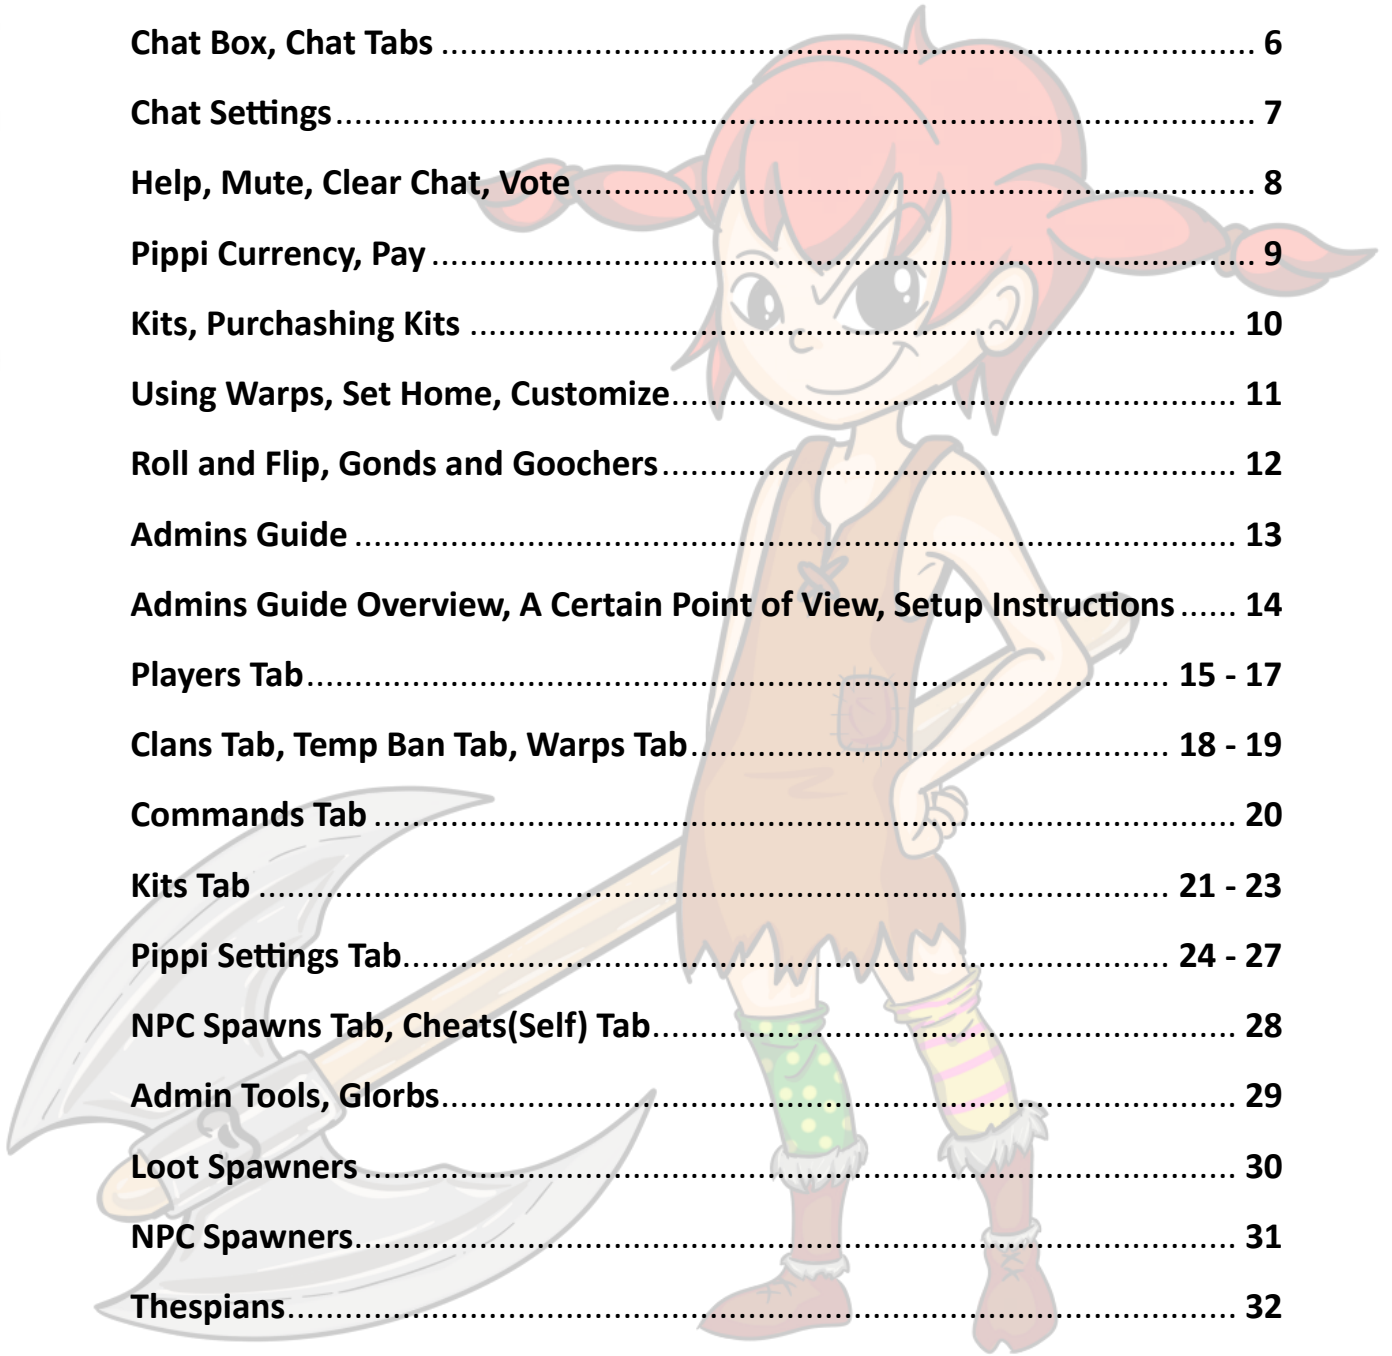 Chat Box, Chat Tabs ........................................ 6
Chat Settings ........................................ 7
Help, Mute, Clear Chat, Vote ........................................ 8
Pippi Currency, Pay ........................................ 9
Kits, Purchashing Kits ........................................ 10
Using Warps, Set Home, Customize ........................................ 11
Roll and Flip, Gonds and Goochers ........................................ 12
Admins Guide ........................................ 13
Admins Guide Overview, A Certain Point of View, Setup Instructions ...... 14
Players Tab ........................................ 15 - 17
Clans Tab, Temp Ban Tab, Warps Tab ........................................ 18 - 19
Commands Tab ........................................ 20
Kits Tab ........................................ 21 - 23
Pippi Settings Tab ........................................ 24 - 27
NPC Spawns Tab, Cheats(Self) Tab ........................................ 28
Admin Tools, Glorbs ........................................ 29
Loot Spawners ........................................ 30
NPC Spawners ........................................ 31
Thespians ........................................ 32